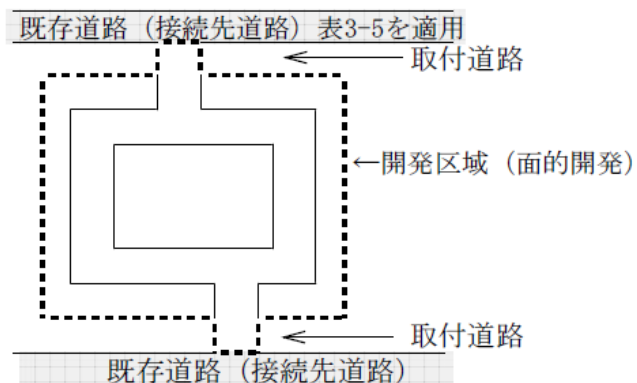 既存道路（接続先道路）表3-5を適用
取付道路
←開発区域（面的開発）
取付道路
既存道路（接続先道路）